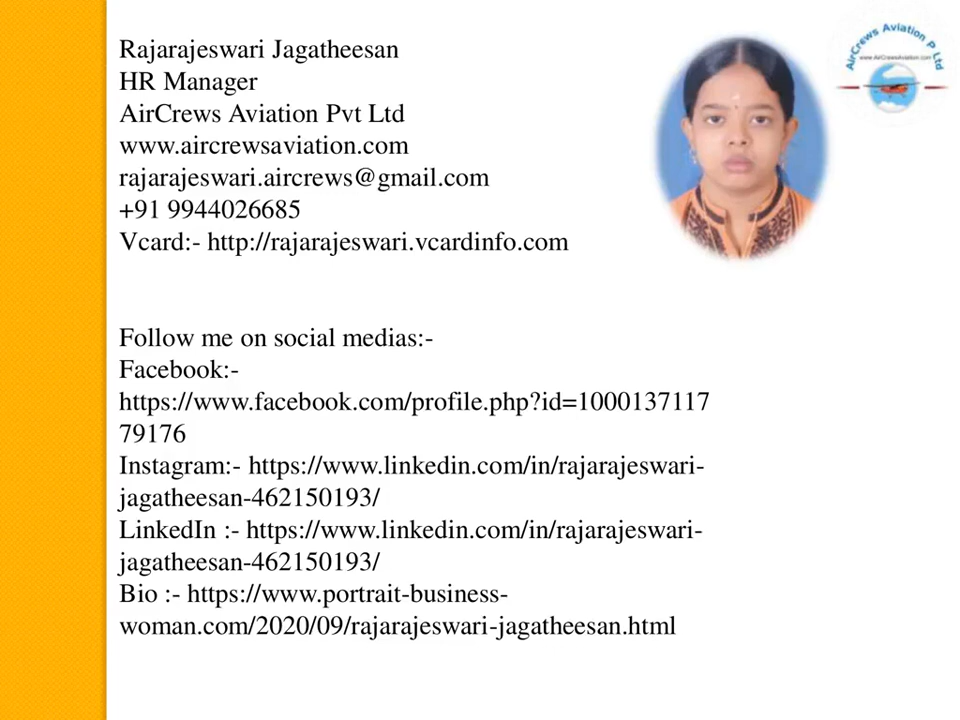 Rajarajeswari Jagatheesan
HR Manager
AirCrews Aviation Pvt Ltd
www.aircrewsaviation.com
rajarajeswari.aircrews@gmail.com
+91 9944026685
Vcard:- http://rajarajeswari.vcardinfo.com
AirCrews Aviation P Ltd
www.AirCrewsAviation.com
Follow me on social medias:-
Facebook:-
https://www.facebook.com/profile.php?id=1000137117
79176
Instagram:- https://www.linkedin.com/in/rajarajeswari-
jagatheesan-462150193/
LinkedIn :- https://www.linkedin.com/in/rajarajeswari-
jagatheesan-462150193/
Bio :- https://www.portrait-business-
woman.com/2020/09/rajarajeswari-jagatheesan.html